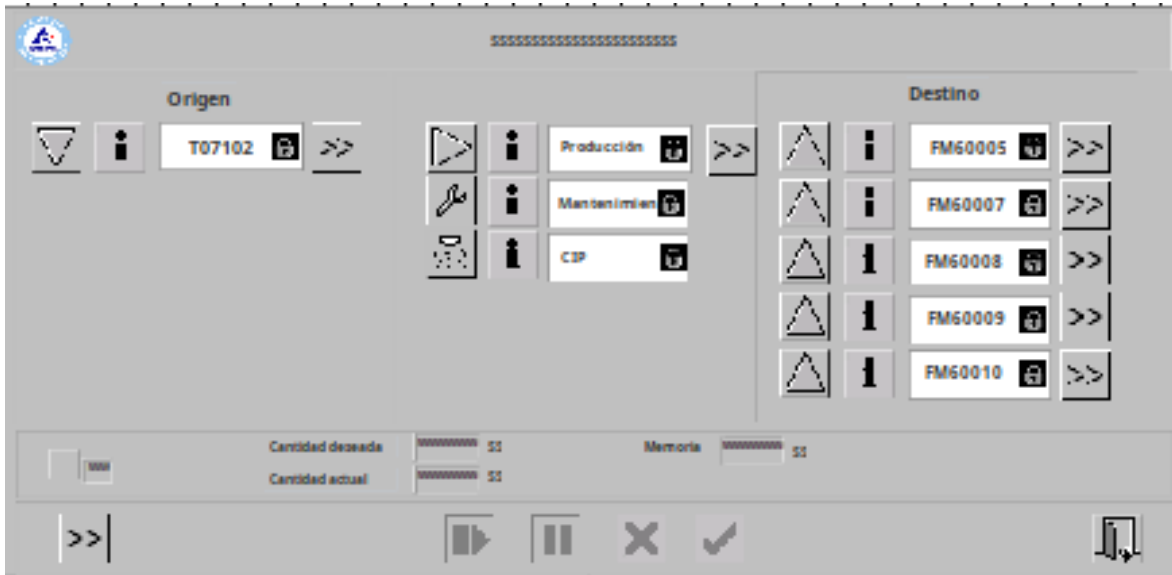 ssssssssssssssssssssssss
Origen
Destino
T07102 >>
Producción >>
Mantenimien
CIP
FM60005 >>
FM60007 >>
FM60008 >>
FM60009 >>
FM60010 >>
Cantidad deseada ss Memoria ss
Cantidad actual ss
>>